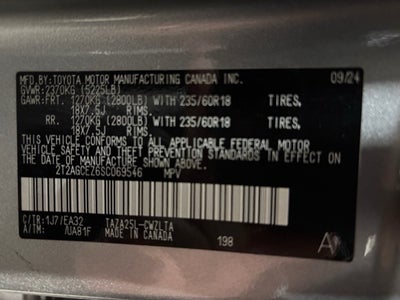 MFD.BY:TOYOTA MOTOR MANUFACTURING CANADA INC. 09/24
GVWR:2370KG (5225LB)
GAWR:FRT. 1270KG (2800LB) WITH 235/60R18 TIRES,
18X7.5J RIMS.
RR. 1270KG (2800LB) WITH 235/60R18 TIRES,
18X7.5J RIMS.
THIS VEHICLE CONFORMS TO ALL APPLICABLE FEDERAL MOTOR
VEHICLE SAFETY AND THEFT PREVENTION STANDARDS IN EFFECT ON
THE DATE OF MANUFACTURE SHOWN ABOVE.
2T2AGCEZ6SC069546 MPV
C/TR:1J7/EA32 TAZA25L-CWZLTA
A/TM: /UA81F MADE IN CANADA 198 A